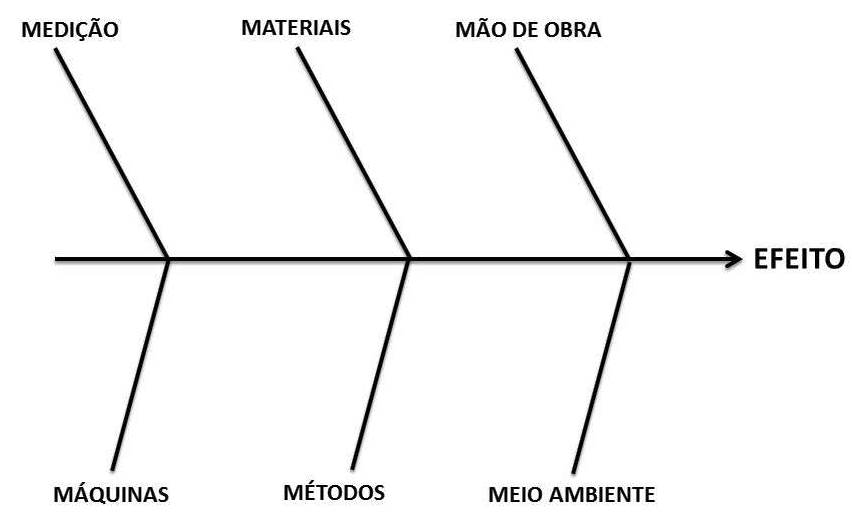 MEDIÇÃO
MATERIAIS
MÃO DE OBRA
EFEITO
MÁQUINAS
MÉTODOS
MEIO AMBIENTE